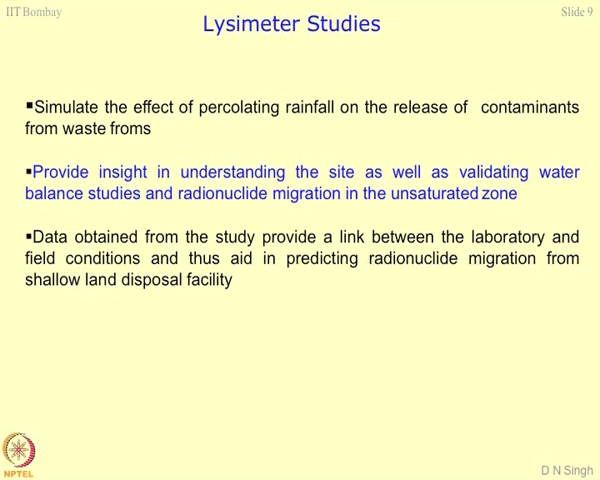 IIT Bombay
Slide 9
Lysimeter Studies
▪Simulate the effect of percolating rainfall on the release of contaminants
from waste froms
▪Provide insight in understanding the site as well as validating water
balance studies and radionuclide migration in the unsaturated zone
▪Data obtained from the study provide a link between the laboratory and
field conditions and thus aid in predicting radionuclide migration from
shallow land disposal facility
NPTEL
D N Singh